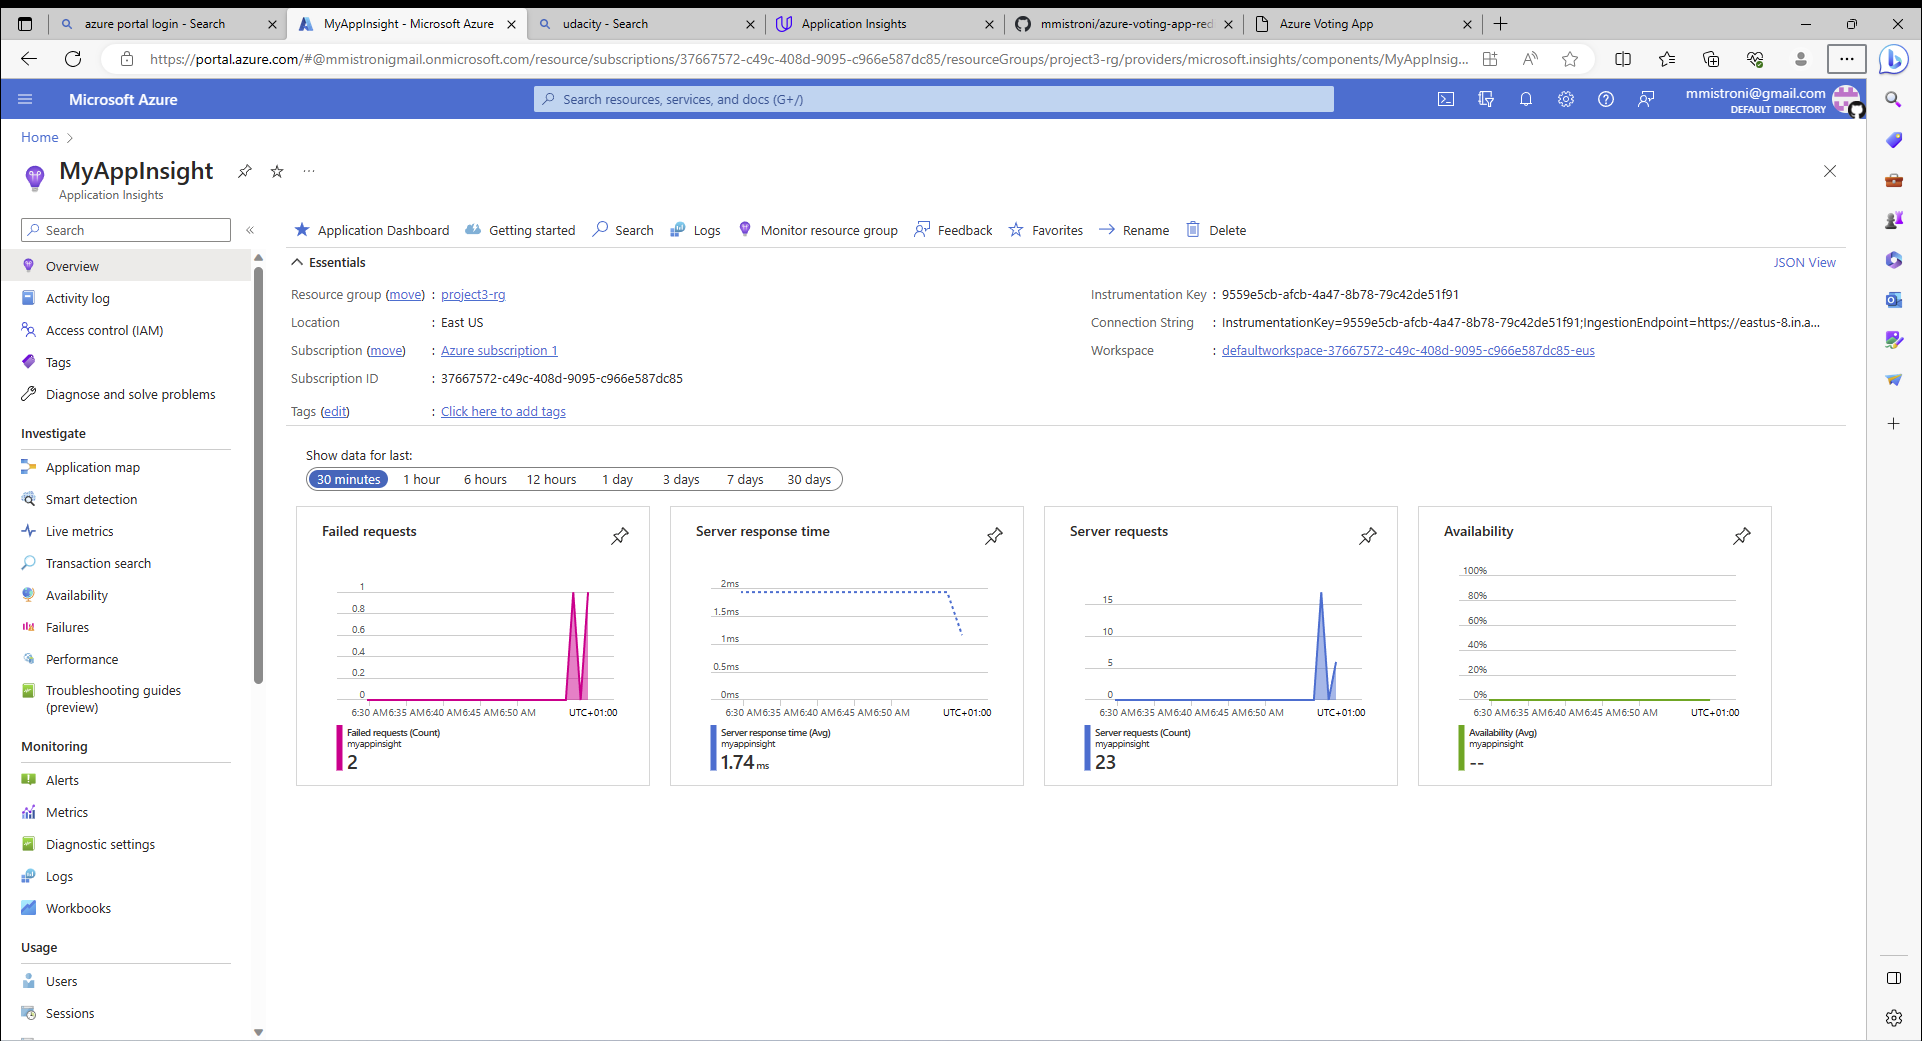 azure portal login - Search
MyAppInsight - Microsoft Azure
udacity - Search
Application Insights
mmistroni/azure-voting-app-red
Azure Voting App
https://portal.azure.com/#@mmistronigmail.onmicrosoft.com/resource/subscriptions/37667572-c49c-408d-9095-c966e587dc85/resourceGroups/project3-rg/providers/microsoft.insights/components/MyAppInsig...
Microsoft Azure
Search resources, services, and docs (G+/)
mmistroni@gmail.com
DEFAULT DIRECTORY
Home
MyAppInsight
Application Insights
Search
Application Dashboard
Getting started
Search
Logs
Monitor resource group
Feedback
Favorites
Rename
Delete
Overview
Activity log
Access control (IAM)
Tags
Diagnose and solve problems
Investigate
Application map
Smart detection
Live metrics
Transaction search
Availability
Failures
Performance
Troubleshooting guides
(preview)
Monitoring
Alerts
Metrics
Diagnostic settings
Logs
Workbooks
Usage
Users
Sessions
Essentials
JSON View
Resource group (move) : project3-rg
Location : East US
Subscription (move) : Azure subscription 1
Subscription ID : 37667572-c49c-408d-9095-c966e587dc85
Tags (edit) : Click here to add tags
Instrumentation Key : 9559e5cb-afcb-4a47-8b78-79c42de51f91
Connection String : InstrumentationKey=9559e5cb-afcb-4a47-8b78-79c42de51f91;IngestionEndpoint=https://eastus-8.in.a...
Workspace : defaultworkspace-37667572-c49c-408d-9095-c966e587dc85-eus
Show data for last:
30 minutes 1 hour 6 hours 12 hours 1 day 3 days 7 days 30 days
Failed requests
1
0.8
0.6
0.4
0.2
0
6:30 AM 6:35 AM 6:40 AM 6:45 AM 6:50 AM UTC+01:00
Failed requests (Count)
myappinsight
2
Server response time
2ms
1.5ms
1ms
0.5ms
0ms
6:30 AM 6:35 AM 6:40 AM 6:45 AM 6:50 AM UTC+01:00
Server response time (Avg)
myappinsight
1.74 ms
Server requests
15
10
5
0
6:30 AM 6:35 AM 6:40 AM 6:45 AM 6:50 AM UTC+01:00
Server requests (Count)
myappinsight
23
Availability
100%
80%
60%
40%
20%
0%
6:30 AM 6:35 AM 6:40 AM 6:45 AM 6:50 AM UTC+01:00
Availability (Avg)
myappinsight
--